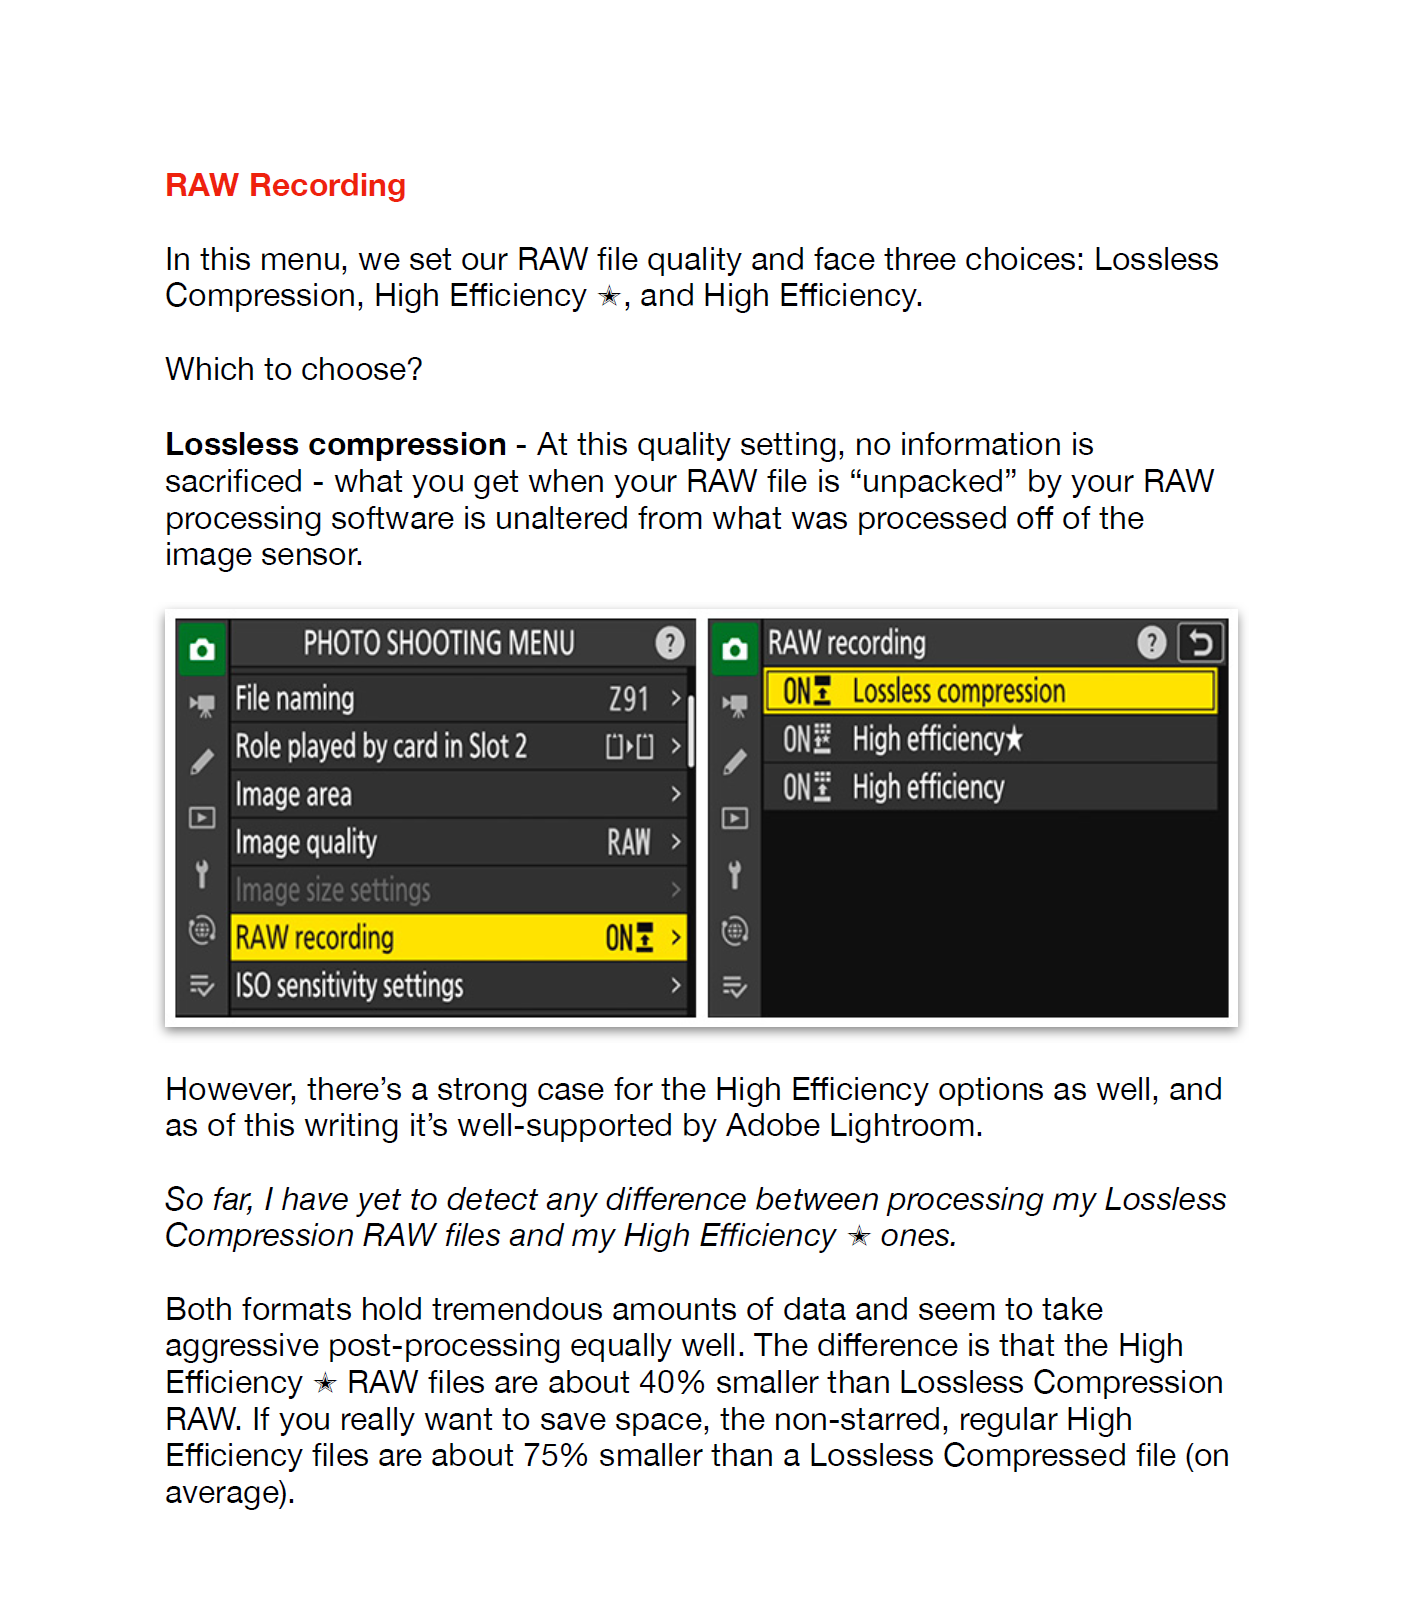 RAW Recording
In this menu, we set our RAW file quality and face three choices: Lossless
Compression, High Efficiency ✭, and High Efficiency.
Which to choose?
Lossless compression - At this quality setting, no information is
sacrificed - what you get when your RAW file is “unpacked” by your RAW
processing software is unaltered from what was processed off of the
image sensor.
PHOTO SHOOTING MENU ?
File naming Z91 >
Role played by card in Slot 2 >
Image area >
Image quality RAW >
Image size settings >
RAW recording ON >
ISO sensitivity settings >
RAW recording ?
ON Lossless compression
ON High efficiency★
ON High efficiency
However, there’s a strong case for the High Efficiency options as well, and
as of this writing it’s well-supported by Adobe Lightroom.
So far, I have yet to detect any difference between processing my Lossless
Compression RAW files and my High Efficiency ✭ ones.
Both formats hold tremendous amounts of data and seem to take
aggressive post-processing equally well. The difference is that the High
Efficiency ✭ RAW files are about 40% smaller than Lossless Compression
RAW. If you really want to save space, the non-starred, regular High
Efficiency files are about 75% smaller than a Lossless Compressed file (on
average).